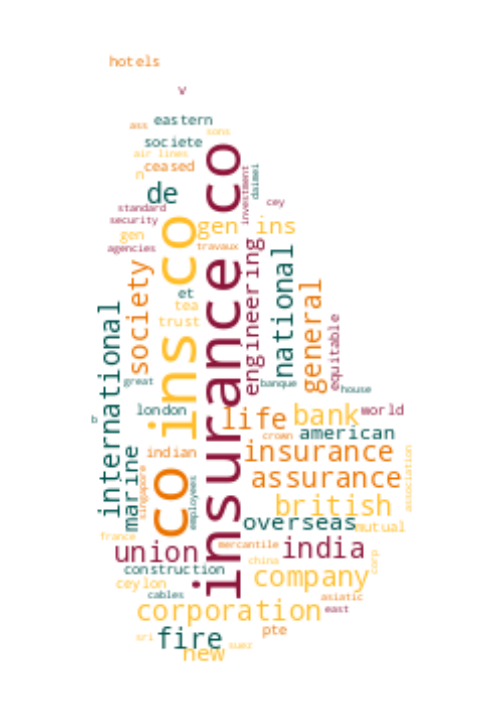 hotels
v
eastern
ass
sons
societe
air lines
ceased
n
de
investment
daimei
cey
standard
security
gen
agencies
insurance co
ins co
gen
ins
travaux
engineering
national
society
et
tea
trust
international
general
equitable
great
banque
house
b
london
life
bank
world
crown
american
indian
insurance
marine
singapore
co
employees
assurance
association
british
overseas
mutual
france
union
mercantile
india
china
corp
construction
company
ceylon
cables
asiatic
east
corporation
pte
sri
fire
new
suez